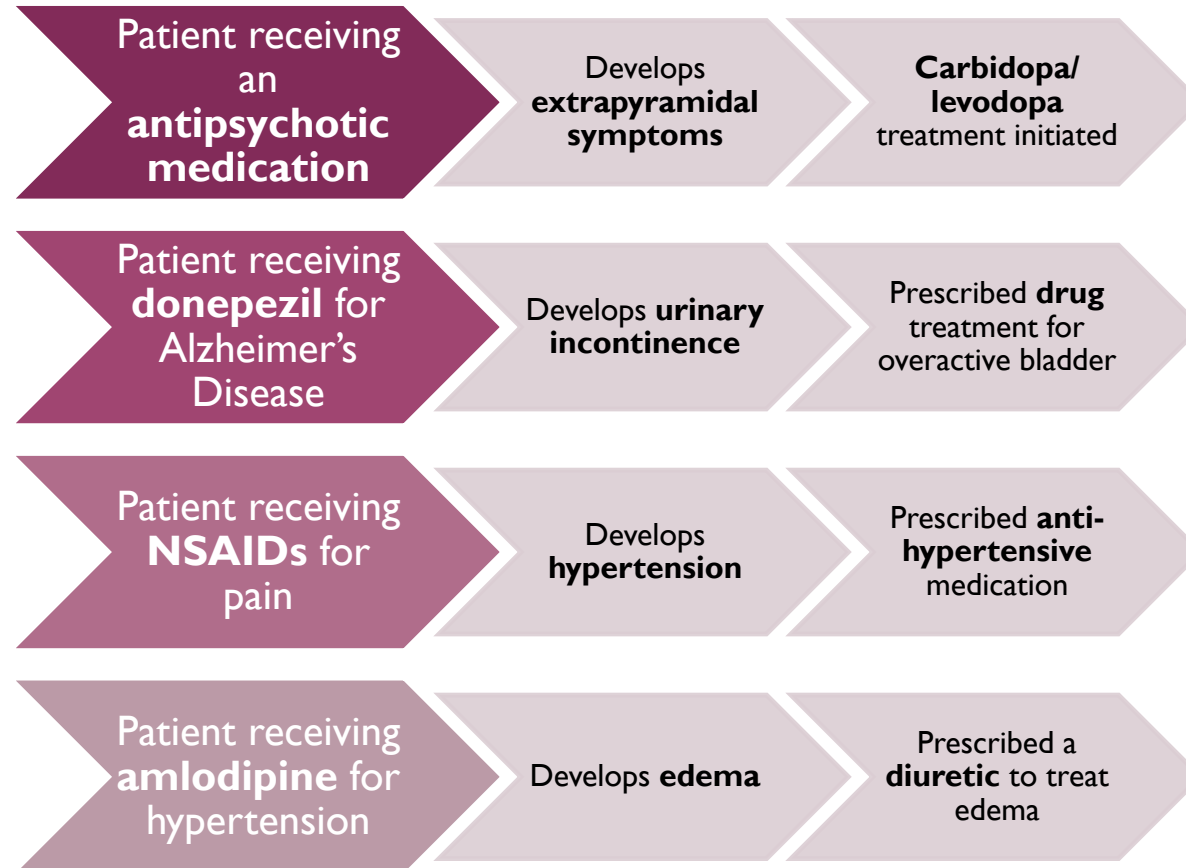 Patient receiving
an
antipsychotic
medication
Develops
extrapyramidal
symptoms
Carbidopa/
levodopa
treatment initiated
Patient receiving
donepezil for
Alzheimer's
Disease
Develops urinary
incontinence
Prescribed drug
treatment for
overactive bladder
Patient receiving
NSAIDs for
pain
Develops
hypertension
Prescribed anti-
hypertensive
medication
Patient receiving
amlodipine for
hypertension
Develops edema
Prescribed a
diuretic to treat
edema